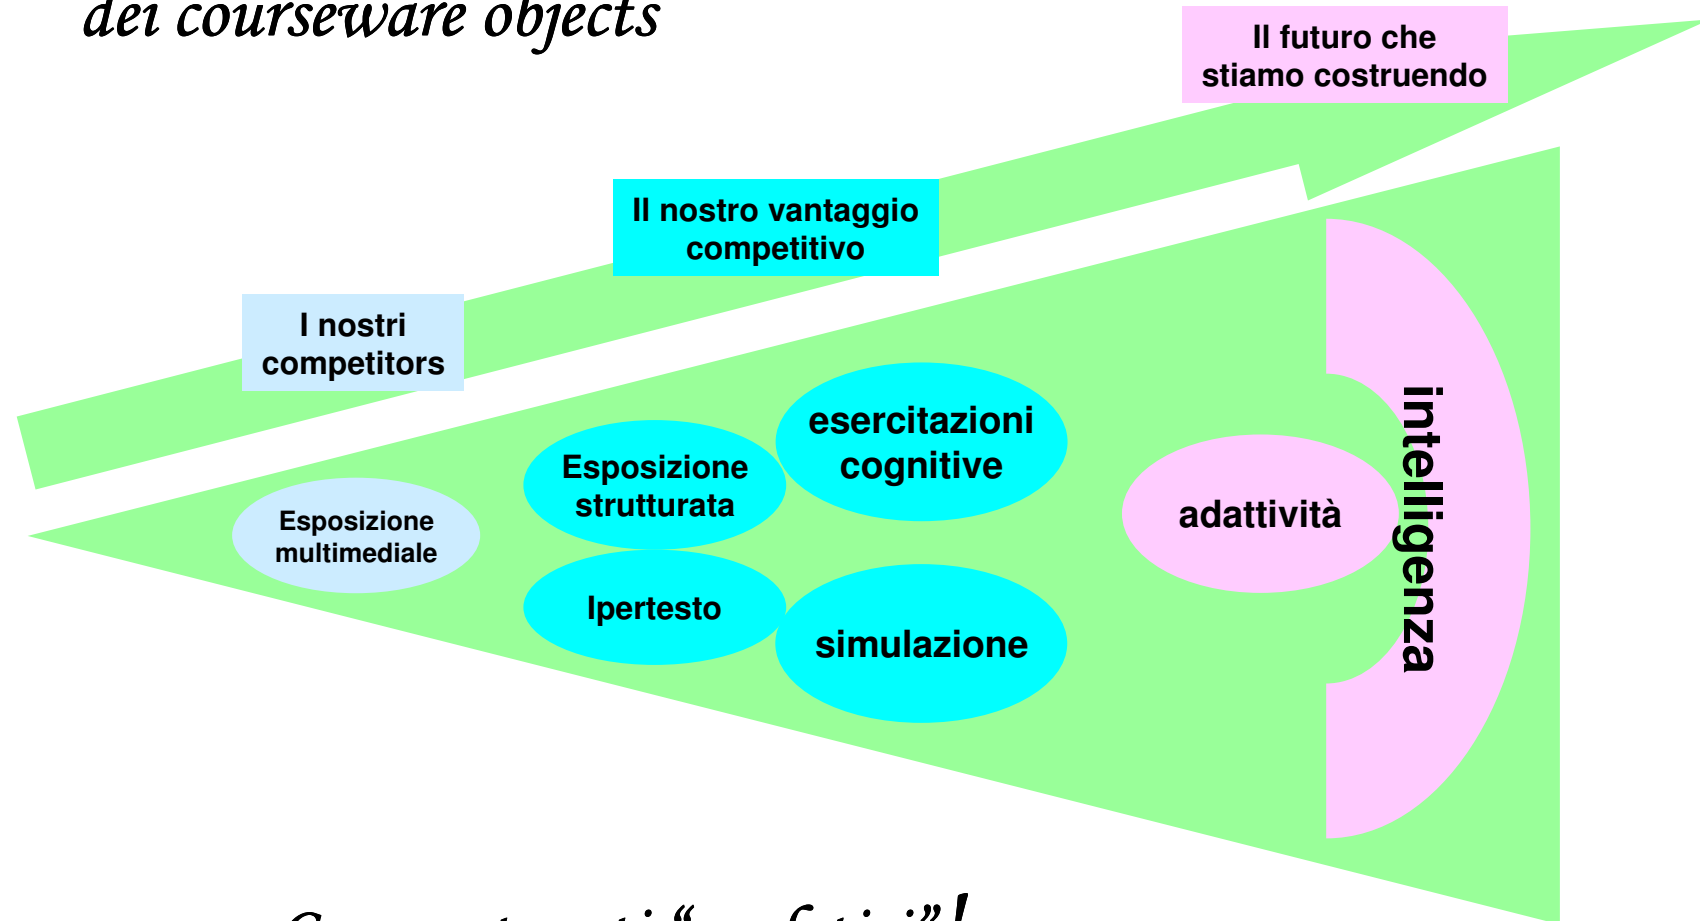 dei courseware objects
Il futuro che
stiamo costruendo
Il nostro vantaggio
competitivo
I nostri
competitors
esercitazioni
cognitive
Esposizione
strutturata
Esposizione
multimediale
Ipertesto
simulazione
adattività
intelligenza